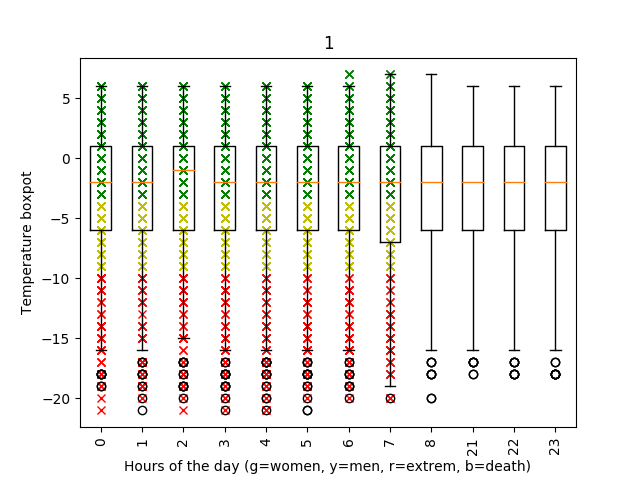 1
5
0
−5
−10
−15
−20
Temperature boxpot
0 1 2 3 4 5 6 7 8 21 22 23
Hours of the day (g=women, y=men, r=extrem, b=death)